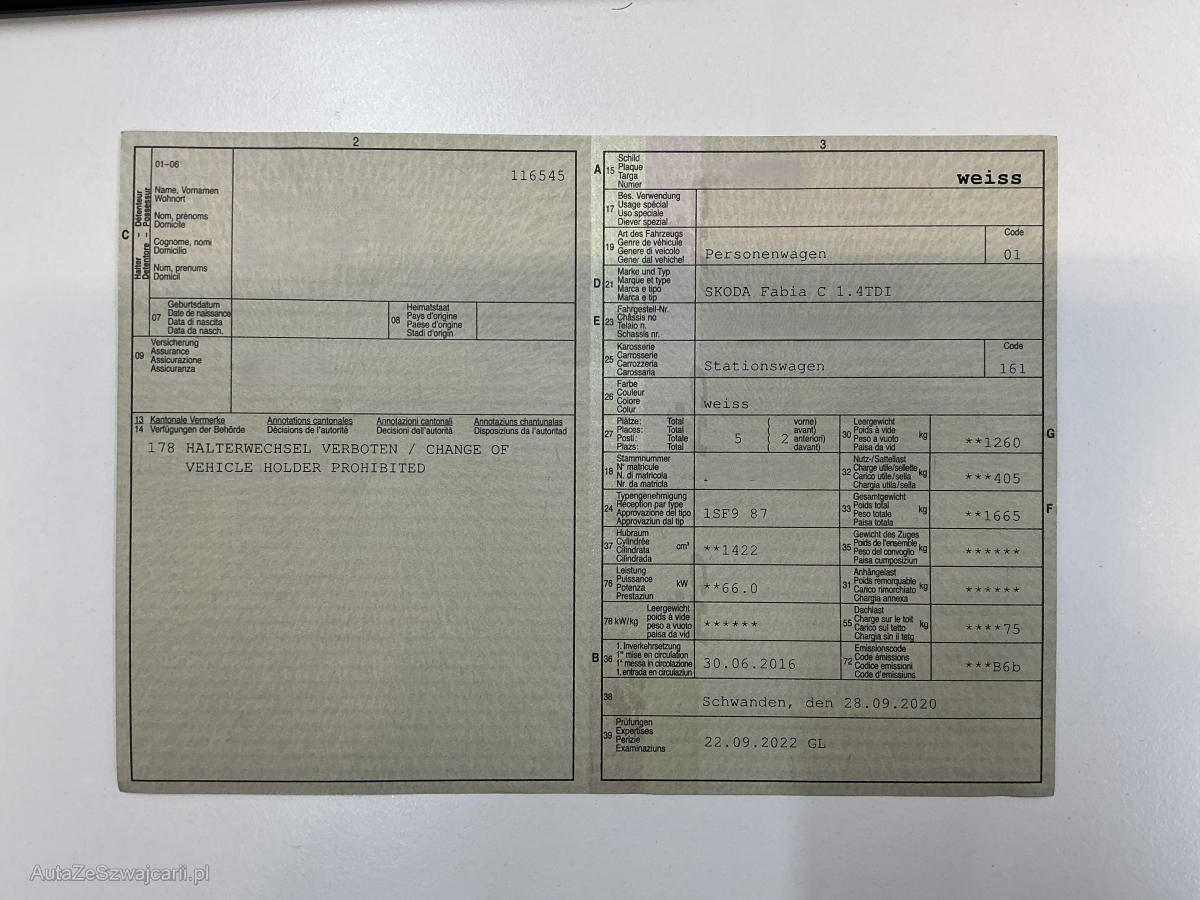 2
01-06
116545
C
Halter – Détenteur
Detentore – Possessur
Name, Vornamen
Wohnort
Nom, prénoms
Domicile
Cognome, nomi
Domicilio
Num, prenums
Domicil
07
Geburtsdatum
Date de naissance
Data di nascita
Data da nasch.
08
Heimatstaat
Pays d'origine
Paese d'origine
Stadi d'origin
09
Versicherung
Assurance
Assicurazione
Assicuranza
13 Kantonale Vermerke Annotations cantonales Annotazioni cantonali Annotaziuns chantunalas
14 Verfügungen der Behörde Décisions de l'autorité Decisioni dell'autorità Disposiziuns da l'autoritad
178 HALTERWECHSEL VERBOTEN / CHANGE OF
VEHICLE HOLDER PROHIBITED
3
A 15
Schild
Plaque
Targa
Numer
weiss
17
Bes. Verwendung
Usage spécial
Uso speciale
Diever spezial
19
Art des Fahrzeugs
Genre de véhicule
Genere di veicolo
Gener dal vehichel
Personenwagen
Code
01
D 21
Marke und Typ
Marque et type
Marca e tipo
Marca e tip
SKODA Fabia C 1.4TDI
E 23
Fahrgestell-Nr.
Châssis no
Telaio n.
Schassis nr.
25
Karosserie
Carrosserie
Carrozzeria
Carossaria
Stationswagen
Code
161
26
Farbe
Couleur
Colore
Colur
weiss
27
Plätze: Total
Places: Total
Posti: Totale
Plazs: Total
5
( vorne)
( avant)
( 2 anteriori)
( davant)
30
Leergewicht
Poids à vide
Peso a vuoto
Paisa da vid
kg
**1260
G
18
Stammnummer
N° matricule
N. di matricola
Nr. da matricla
32
Nutz-/Sattellast
Charge utile/sellette
Carico utile/sella
Chargia utila/sella
kg
***405
24
Typengenehmigung
Réception par type
Approvazione del tipo
Approvaziun dal tip
1SF9 87
33
Gesamtgewicht
Poids total
Peso totale
Paisa totala
kg
**1665
F
37
Hubraum
Cylindrée
Cilindrata
Cilindrada
cm³
**1422
35
Gewicht des Zuges
Poids de l'ensemble
Peso del convoglio
Paisa cumposiziun
kg
******
76
Leistung
Puissance
Potenza
Prestaziun
kW
**66.0
31
Anhängelast
Poids remorquable
Carico rimorchiato
Chargia annexa
kg
******
78 kW/kg
Leergewicht
poids à vide
peso a vuoto
paisa da vid
******
55
Dachlast
Charge sur le toit
Carico sul tetto
Chargia sin il tetg
kg
****75
B 36
1. Inverkehrsetzung
1re mise en circulation
1a messa in circolazione
1. entrada en circulaziun
30.06.2016
72
Emissionscode
Code émissions
Codice emissioni
Code d'emissiuns
***B6b
38
Schwanden, den 28.09.2020
39
Prüfungen
Expertises
Perizie
Examinaziuns
22.09.2022 GL
AutaZeSzwajcarii.pl